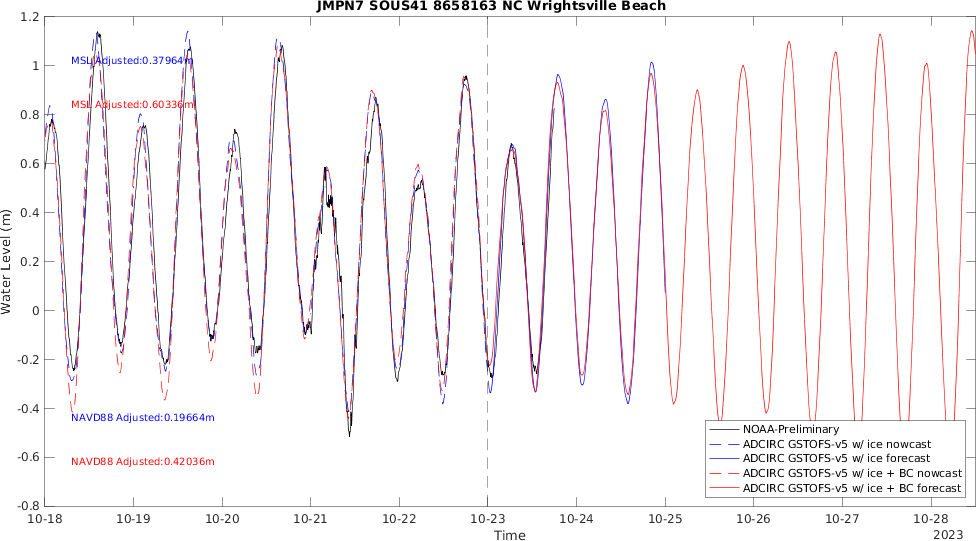 JMPN7 SOUS41 8658163 NC Wrightsville Beach
1.2
1
0.8
0.6
0.4
0.2
0
-0.2
-0.4
-0.6
-0.8
Water Level (m)
MSL Adjusted:0.37964m
MSL Adjusted:0.60336m
NAVD88 Adjusted:0.19664m
NAVD88 Adjusted:0.42036m
NOAA-Preliminary
ADCIRC GSTOFS-v5 w/ ice nowcast
ADCIRC GSTOFS-v5 w/ ice forecast
ADCIRC GSTOFS-v5 w/ ice + BC nowcast
ADCIRC GSTOFS-v5 w/ ice + BC forecast
10-18 10-19 10-20 10-21 10-22 10-23 10-24 10-25 10-26 10-27 10-28
Time
2023